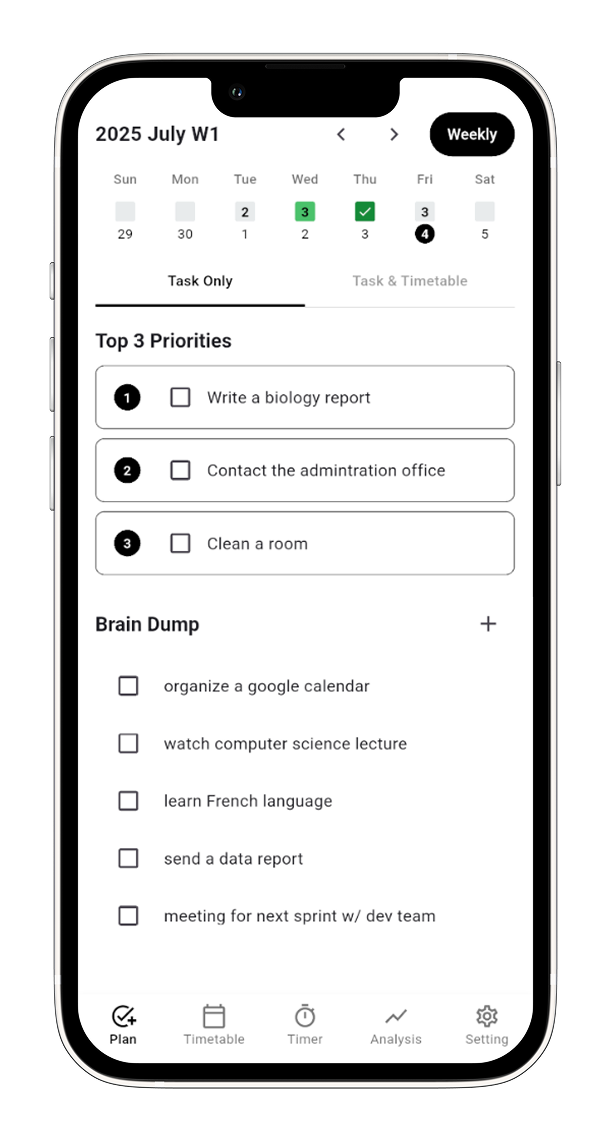 2025 July W1
Weekly
Sun Mon Tue Wed Thu Fri Sat
2 3 3
29 30 1 2 3 4 5
Task Only
Task & Timetable
Top 3 Priorities
1 Write a biology report
2 Contact the admintration office
3 Clean a room
Brain Dump
organize a google calendar
watch computer science lecture
learn French language
send a data report
meeting for next sprint w/ dev team
Plan Timetable Timer Analysis Setting